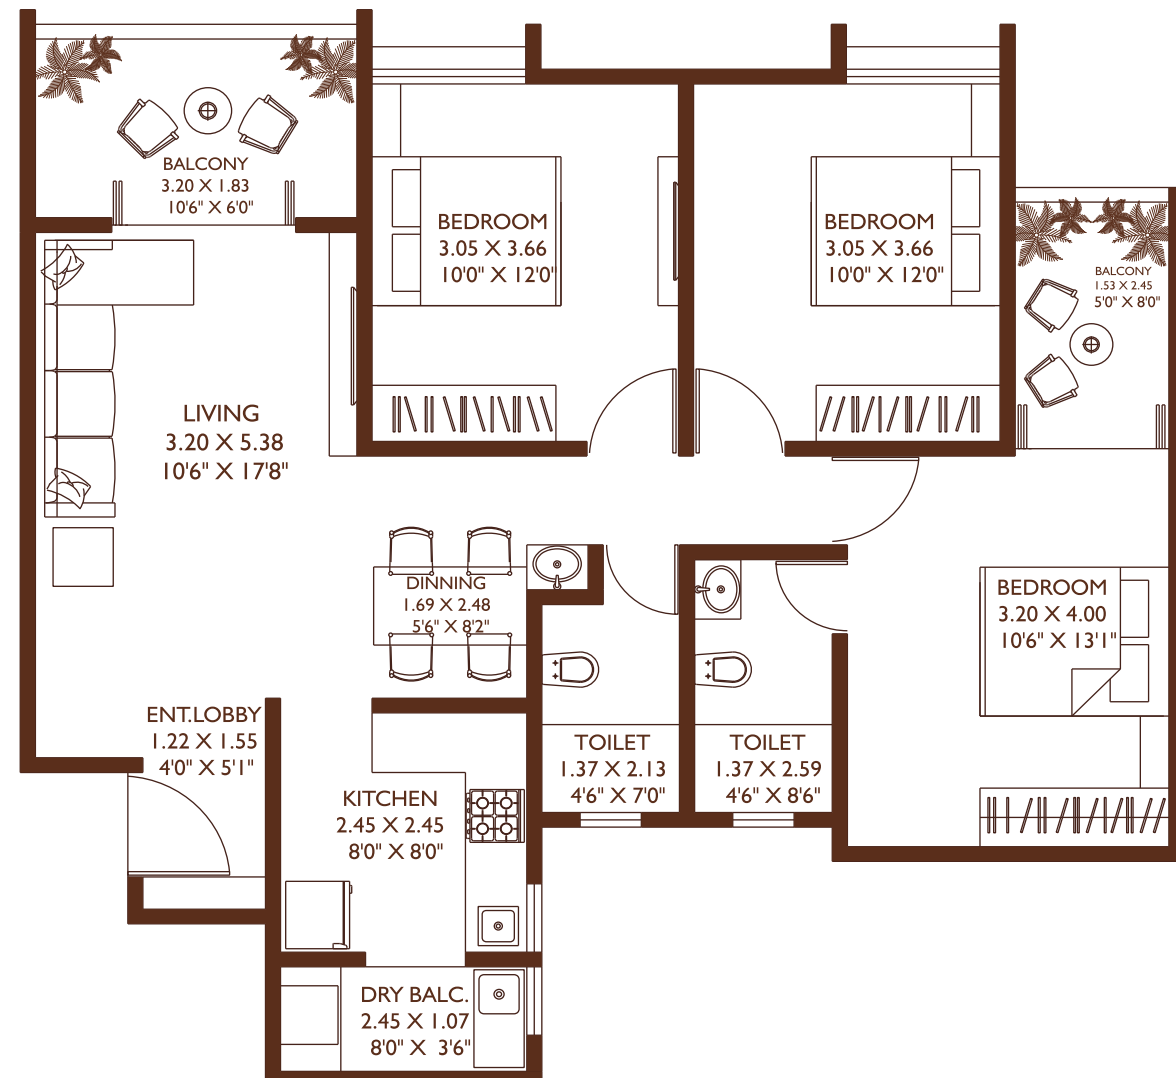 BALCONY
3.20 X 1.83
10'6" X 6'0"
BEDROOM
3.05 X 3.66
10'0" X 12'0"
BEDROOM
3.05 X 3.66
10'0" X 12'0"
BALCONY
1.53 X 2.45
5'0" X 8'0"
LIVING
3.20 X 5.38
10'6" X 17'8"
DINNING
1.69 X 2.48
5'6" X 8'2"
BEDROOM
3.20 X 4.00
10'6" X 13'1"
ENT.LOBBY
1.22 X 1.55
4'0" X 5'1"
TOILET
1.37 X 2.13
4'6" X 7'0"
TOILET
1.37 X 2.59
4'6" X 8'6"
KITCHEN
2.45 X 2.45
8'0" X 8'0"
DRY BALC.
2.45 X 1.07
8'0" X 3'6"